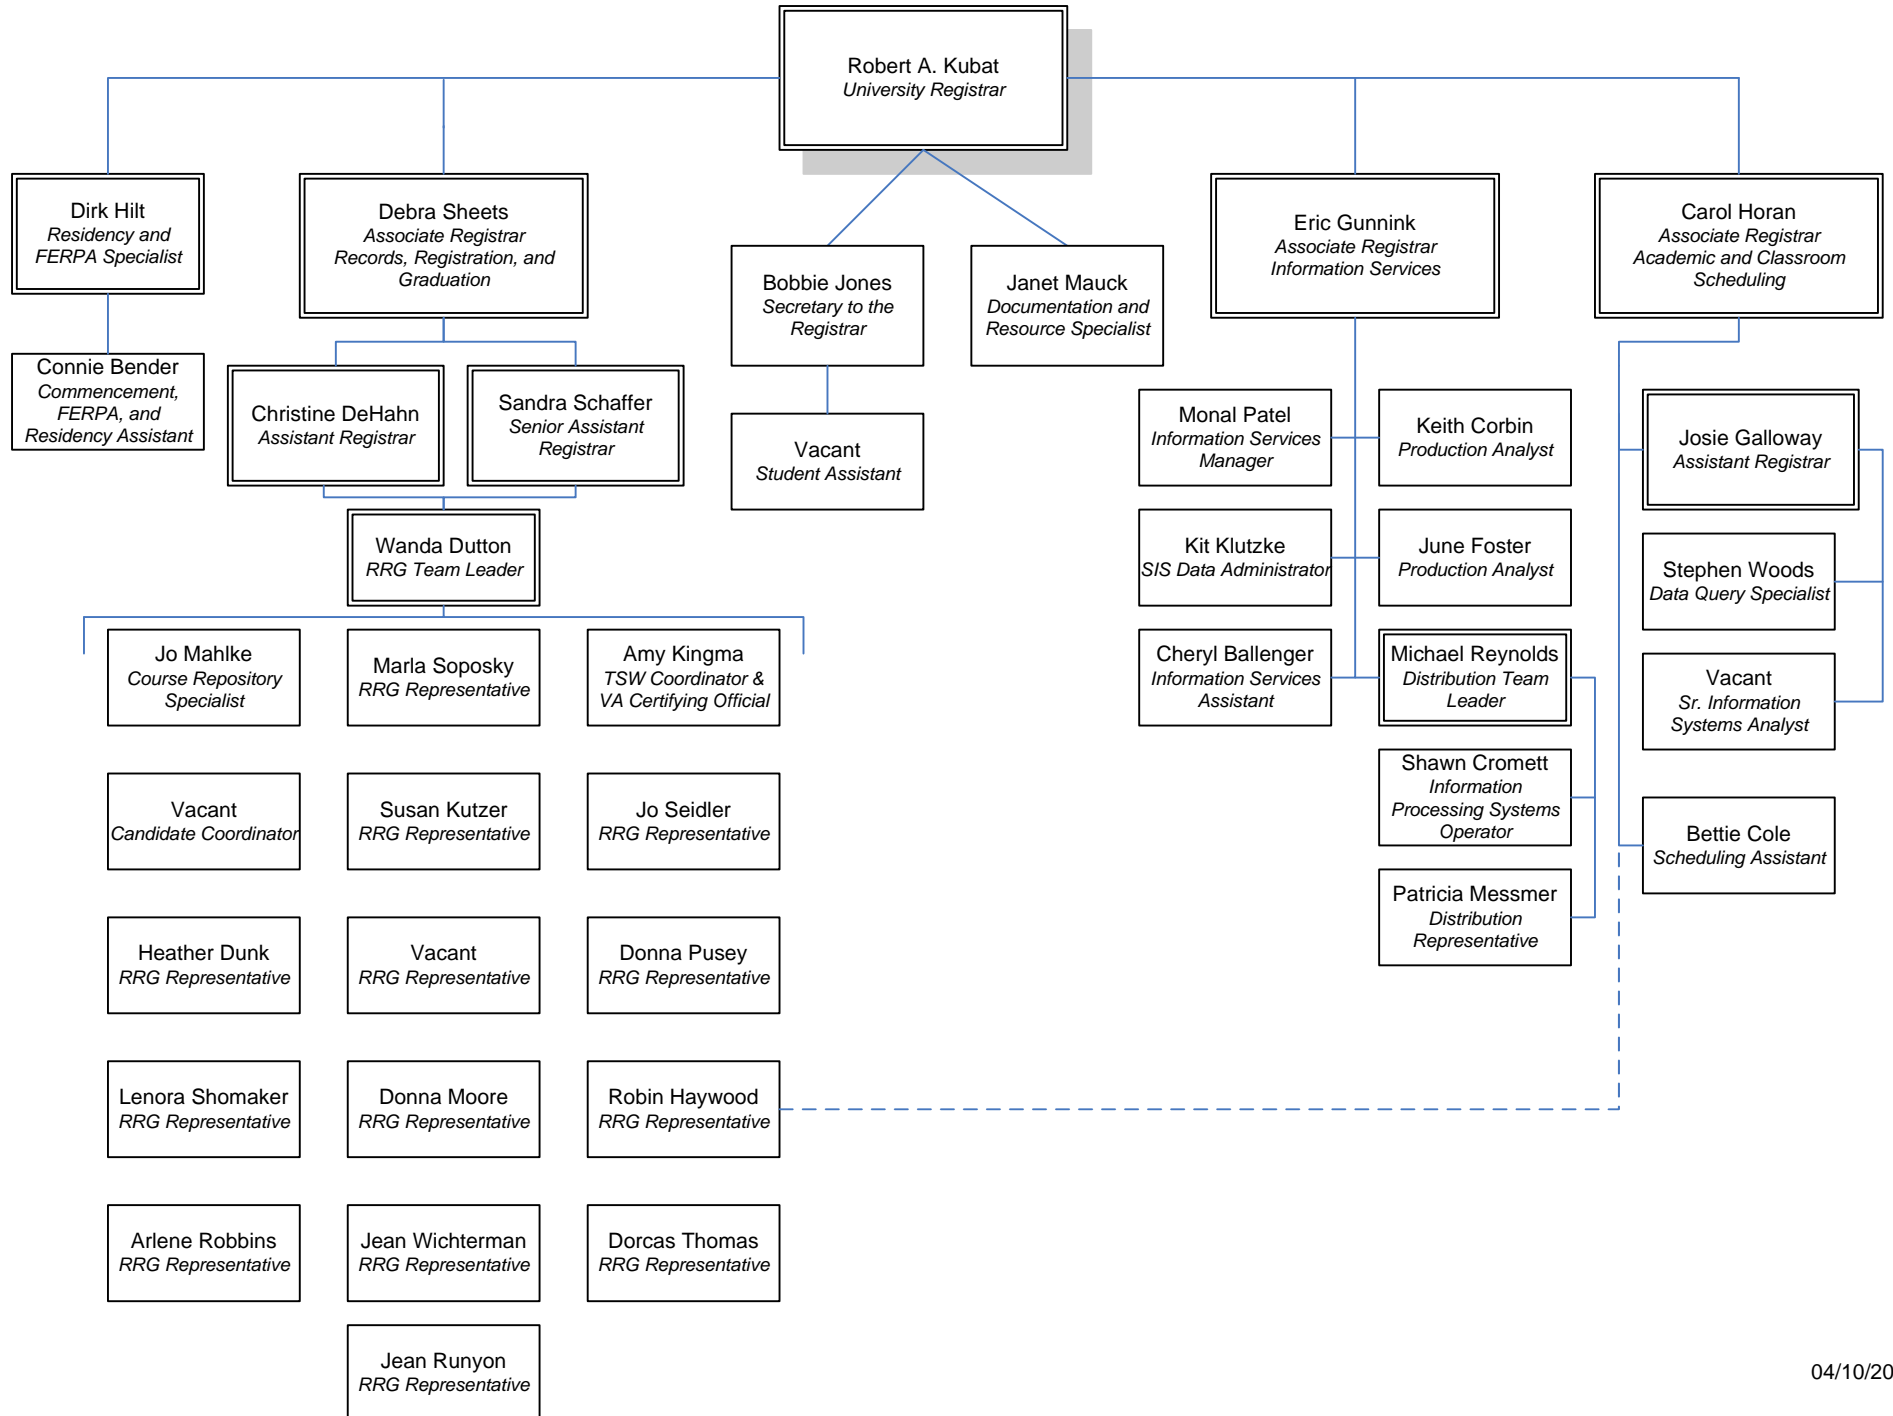 Robert A. Kubat
University Registrar
Dirk Hilt
Residency and
FERPA Specialist
Debra Sheets
Associate Registrar
Records, Registration, and
Graduation
Bobbie Jones
Secretary to the
Registrar
Janet Mauck
Documentation and
Resource Specialist
Eric Gunnink
Associate Registrar
Information Services
Carol Horan
Associate Registrar
Academic and Classroom
Scheduling
Connie Bender
Commencement,
FERPA, and
Residency Assistant
Christine DeHahn
Assistant Registrar
Sandra Schaffer
Senior Assistant
Registrar
Vacant
Student Assistant
Wanda Dutton
RRG Team Leader
Jo Mahlke
Course Repository
Specialist
Marla Soposky
RRG Representative
Amy Kingma
TSW Coordinator &
VA Certifying Official
Vacant
Candidate Coordinator
Susan Kutzer
RRG Representative
Jo Seidler
RRG Representative
Heather Dunk
RRG Representative
Vacant
RRG Representative
Donna Pusey
RRG Representative
Lenora Shomaker
RRG Representative
Donna Moore
RRG Representative
Robin Haywood
RRG Representative
Arlene Robbins
RRG Representative
Jean Wichterman
RRG Representative
Dorcas Thomas
RRG Representative
Jean Runyon
RRG Representative
Monal Patel
Information Services
Manager
Keith Corbin
Production Analyst
Kit Klutzke
SIS Data Administrator
June Foster
Production Analyst
Cheryl Ballenger
Information Services
Assistant
Michael Reynolds
Distribution Team
Leader
Shawn Cromett
Information
Processing Systems
Operator
Patricia Messmer
Distribution
Representative
Josie Galloway
Assistant Registrar
Stephen Woods
Data Query Specialist
Vacant
Sr. Information
Systems Analyst
Bettie Cole
Scheduling Assistant
04/10/20